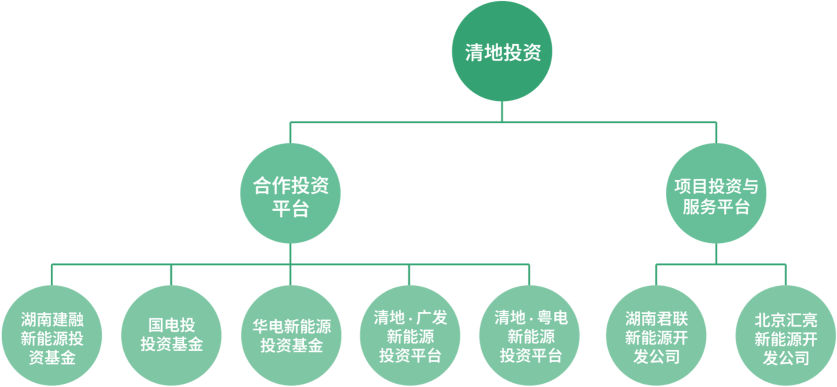 清地投资
合作投资
平台
项目投资与
服务平台
湖南建融
新能源投
资基金
国电投
投资基金
华电新能源
投资基金
清地·广发
新能源
投资平台
清地·粤电
新能源
投资平台
湖南君联
新能源开
发公司
北京汇亮
新能源开
发公司